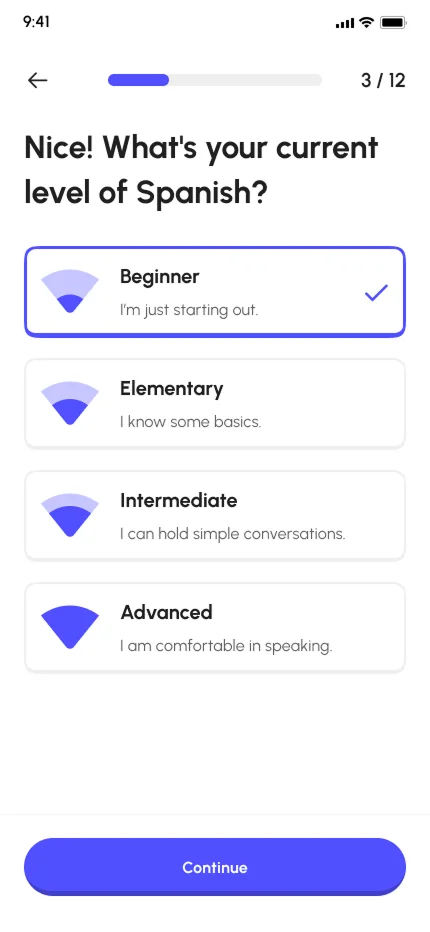 9:41
3 / 12
Nice! What's your current
level of Spanish?
Beginner
I'm just starting out.
Elementary
I know some basics.
Intermediate
I can hold simple conversations.
Advanced
I am comfortable in speaking.
Continue